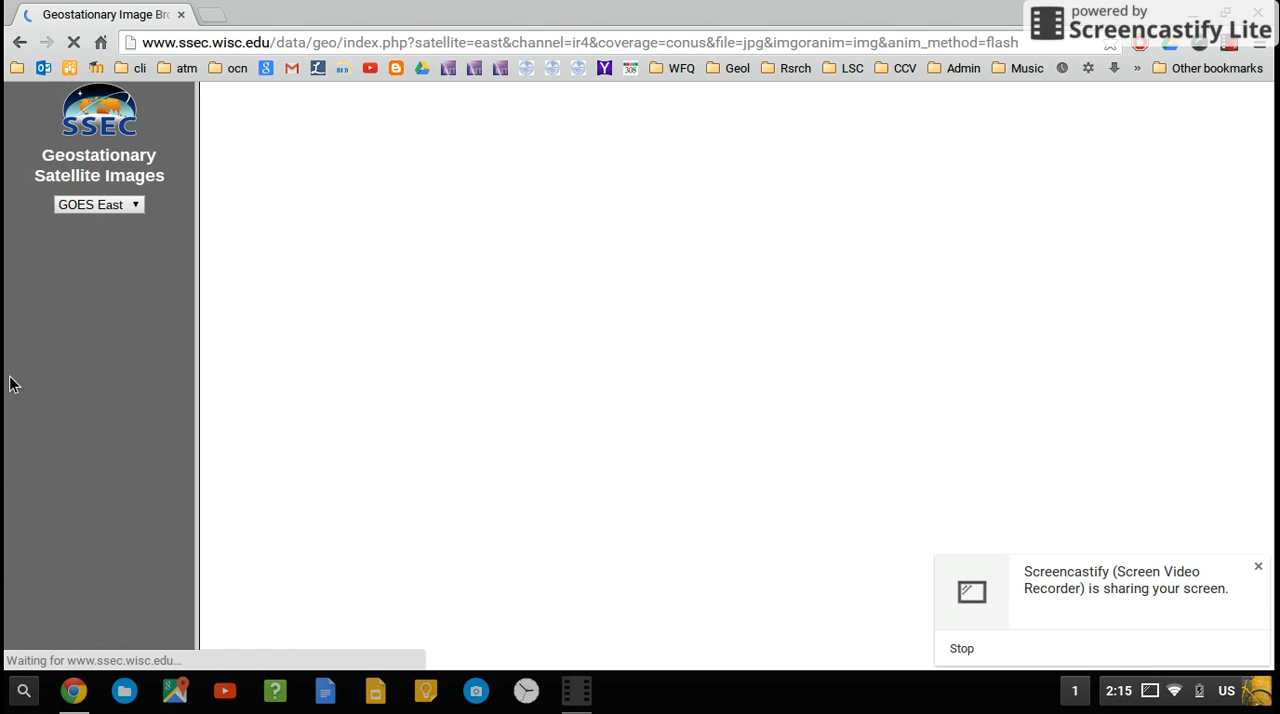 Geostationary Image Bro
powered by
Screencastify Lite
www.ssec.wisc.edu/data/geo/index.php?satellite=east&channel=ir4&coverage=conus&file=jpg&imgoranim=img&anim_method=flash
cli atm ocn WFQ Geol Rsrch LSC CCV Admin Music » Other bookmarks
SSEC
Geostationary
Satellite Images
GOES East
Screencastify (Screen Video
Recorder) is sharing your screen.
Stop
Waiting for www.ssec.wisc.edu...
1 2:15 US